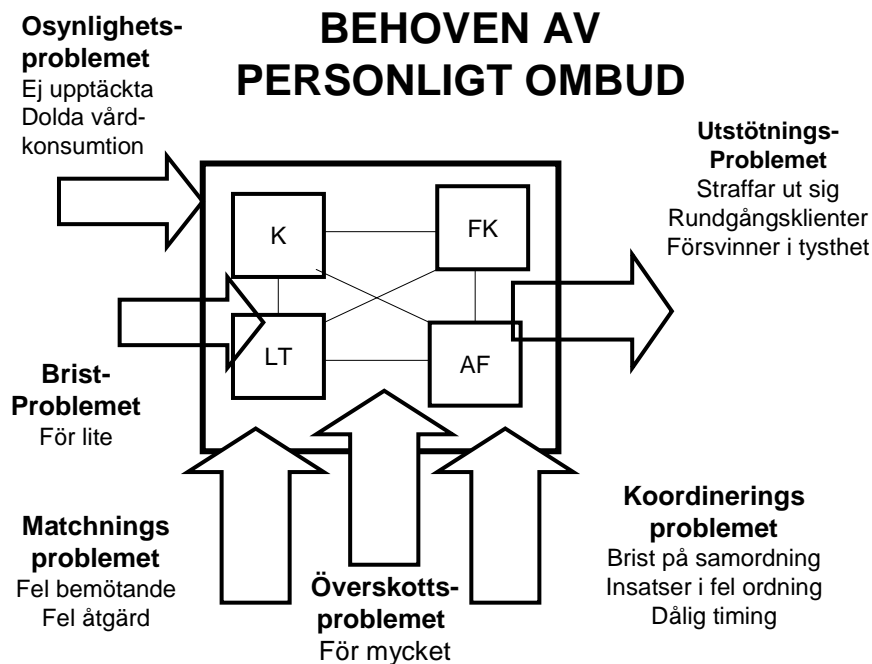 BEHOVEN AV
PERSONLIGT OMBUD
Osynlighets-
problemet
Ej upptäckta
Dolda vård-
konsumtion
Utstötnings-
Problemet
Straffar ut sig
Rundgångsklienter
Försvinner i tysthet
K
FK
LT
AF
Brist-
Problemet
För lite
Matchnings
problemet
Fel bemötande
Fel åtgärd
Överskotts-
problemet
För mycket
Koordinerings
problemet
Brist på samordning
Insatser i fel ordning
Dålig timing